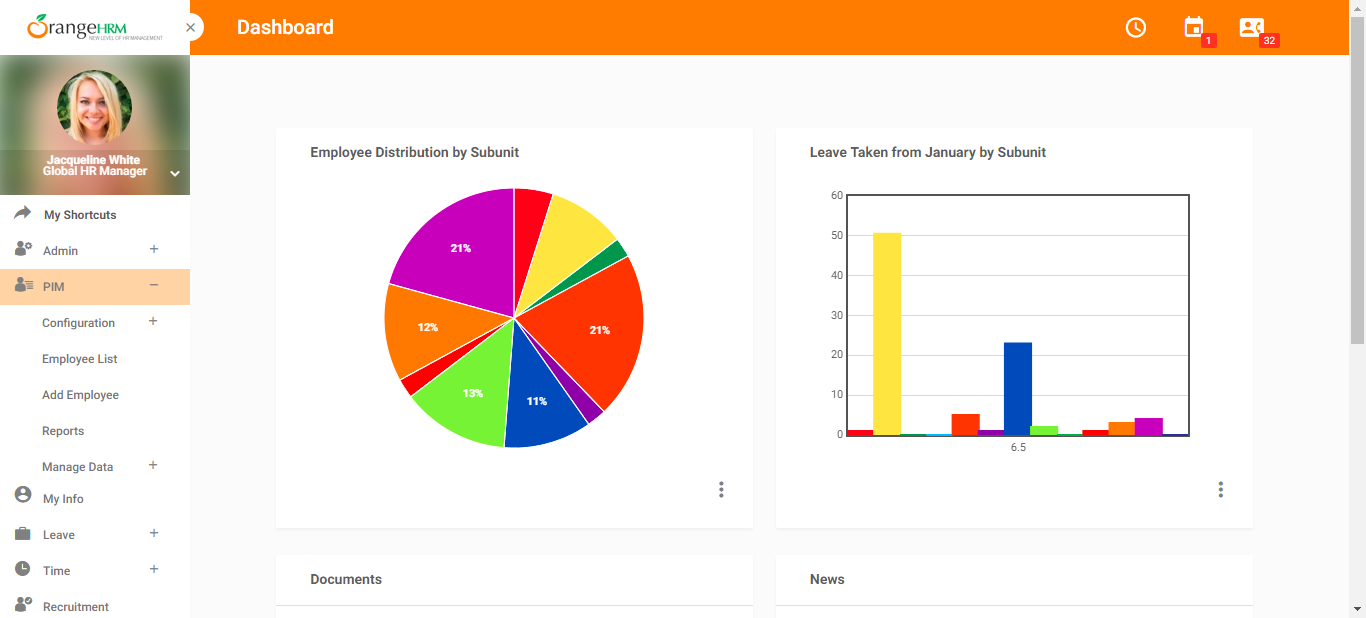 OrangeHRM
NEW LEVEL OF HR MANAGEMENT
Dashboard
1
32
Jacqueline White
Global HR Manager
My Shortcuts
Admin
PIM
Configuration
Employee List
Add Employee
Reports
Manage Data
My Info
Leave
Time
Recruitment
Employee Distribution by Subunit
21%
21%
12%
13%
11%
Leave Taken from January by Subunit
60
50
40
30
20
10
0
6.5
Documents
News